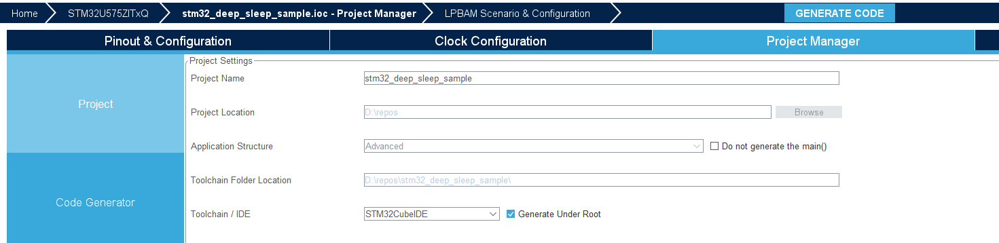 Home STM32U575ZITxQ stm32_deep_sleep_sample.ioc - Project Manager LPBAM Scenario & Configuration GENERATE CODE
Pinout & Configuration Clock Configuration Project Manager
Project
Code Generator
Project Settings
Project Name stm32_deep_sleep_sample
Project Location D:\repos Browse
Application Structure Advanced Do not generate the main()
Toolchain Folder Location D:\repos\stm32_deep_sleep_sample\
Toolchain / IDE STM32CubeIDE Generate Under Root